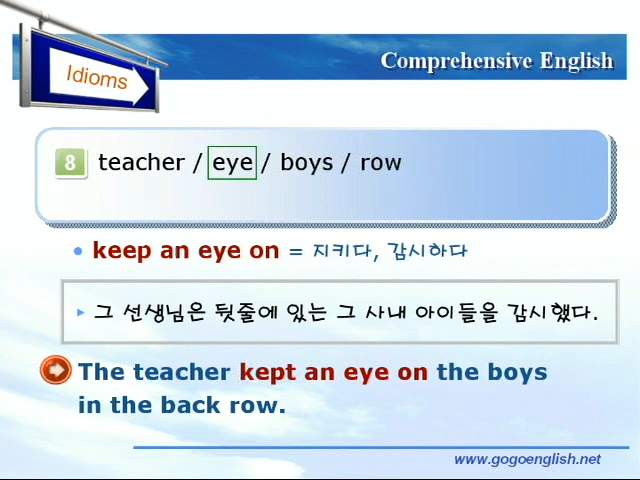 Idioms
Comprehensive English
8 teacher / eye / boys / row
• keep an eye on = 지키다, 감시하다
▸ 그 선생님은 뒷줄에 있는 그 사내 아이들을 감시했다.
The teacher kept an eye on the boys
in the back row.
www.gogoenglish.net